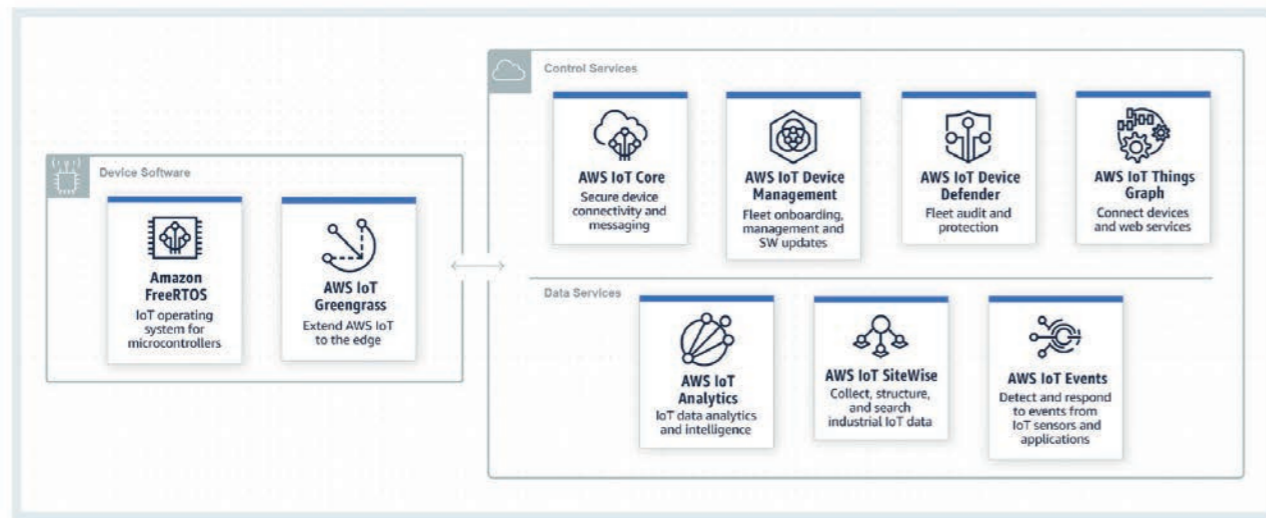 Device Software
Amazon
FreeRTOS
IoT operating
system for
microcontrollers
AWS IoT
Greengrass
Extend AWS IoT
to the edge
Control Services
AWS IoT Core
Secure device
connectivity and
messaging
AWS IoT Device
Management
Fleet onboarding,
management and
SW updates
AWS IoT Device
Defender
Fleet audit and
protection
AWS IoT Things
Graph
Connect devices
and web services
Data Services
AWS IoT
Analytics
IoT data analytics
and intelligence
AWS IoT SiteWise
Collect, structure,
and search
industrial IoT data
AWS IoT Events
Detect and respond
to events from
IoT sensors and
applications